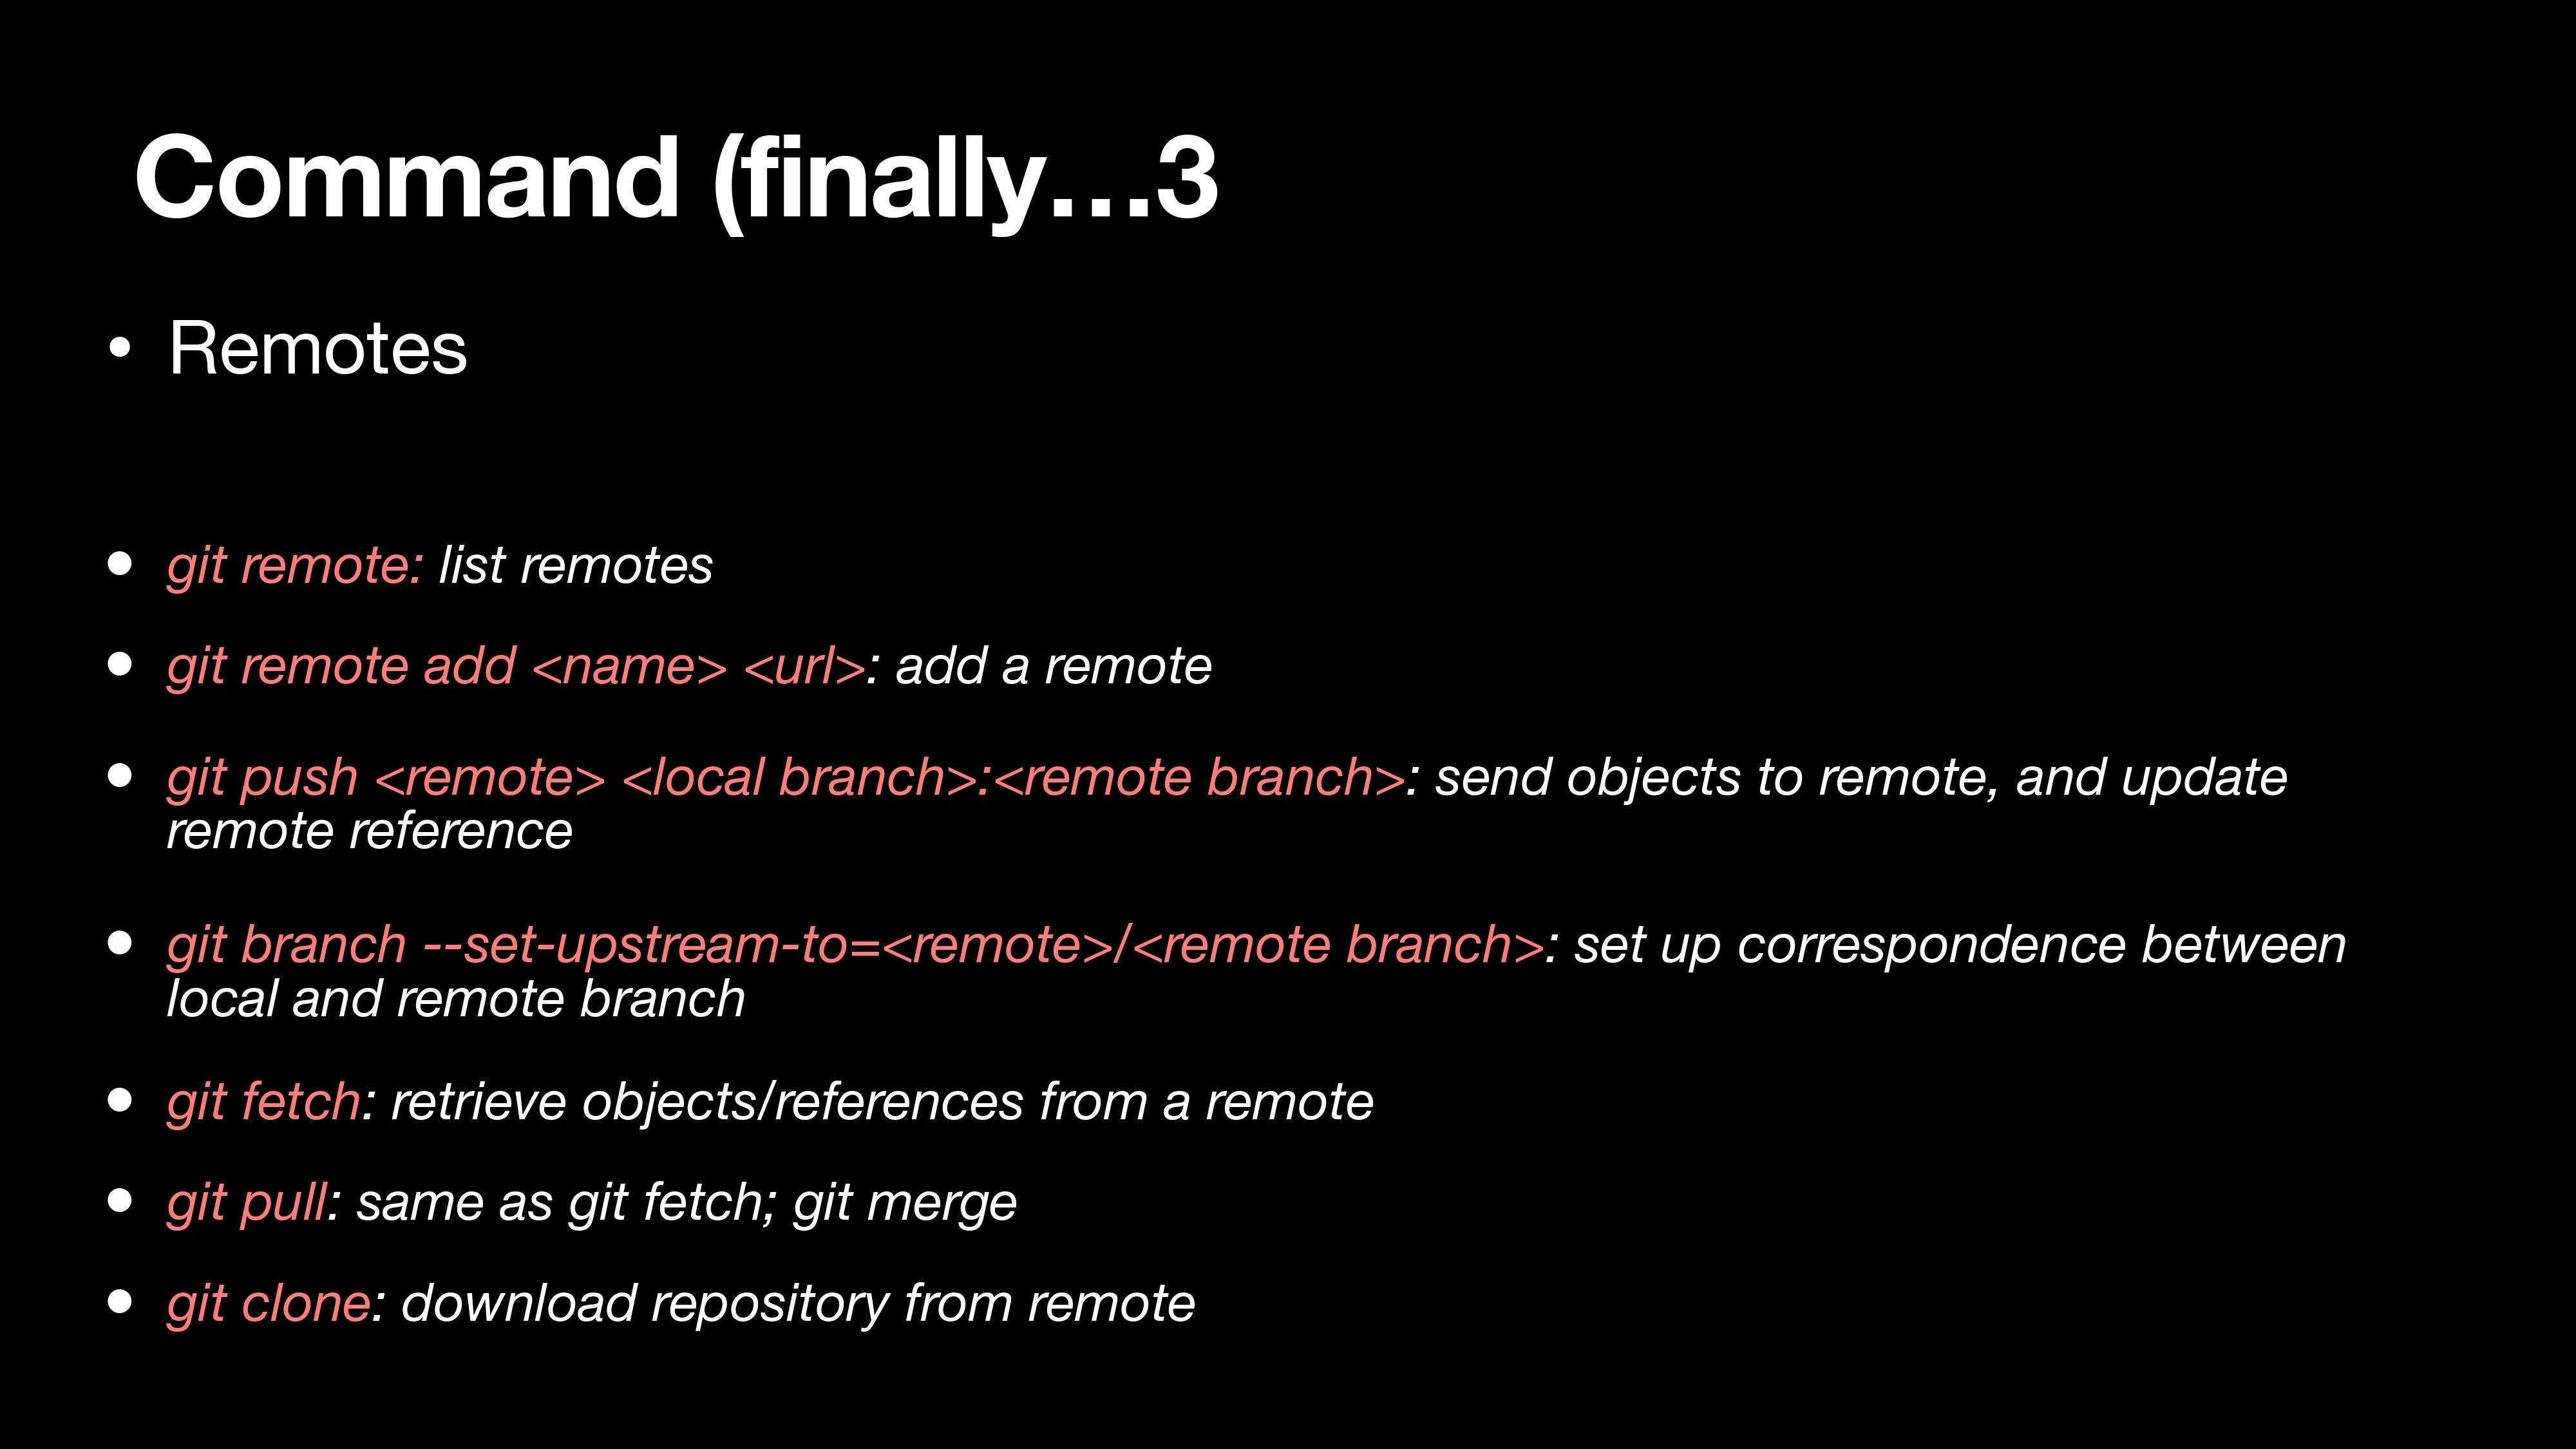 Command (finally…3
• Remotes
• git remote: list remotes
• git remote add <name> <url>: add a remote
• git push <remote> <local branch>:<remote branch>: send objects to remote, and update
remote reference
• git branch --set-upstream-to=<remote>/<remote branch>: set up correspondence between
local and remote branch
• git fetch: retrieve objects/references from a remote
• git pull: same as git fetch; git merge
• git clone: download repository from remote